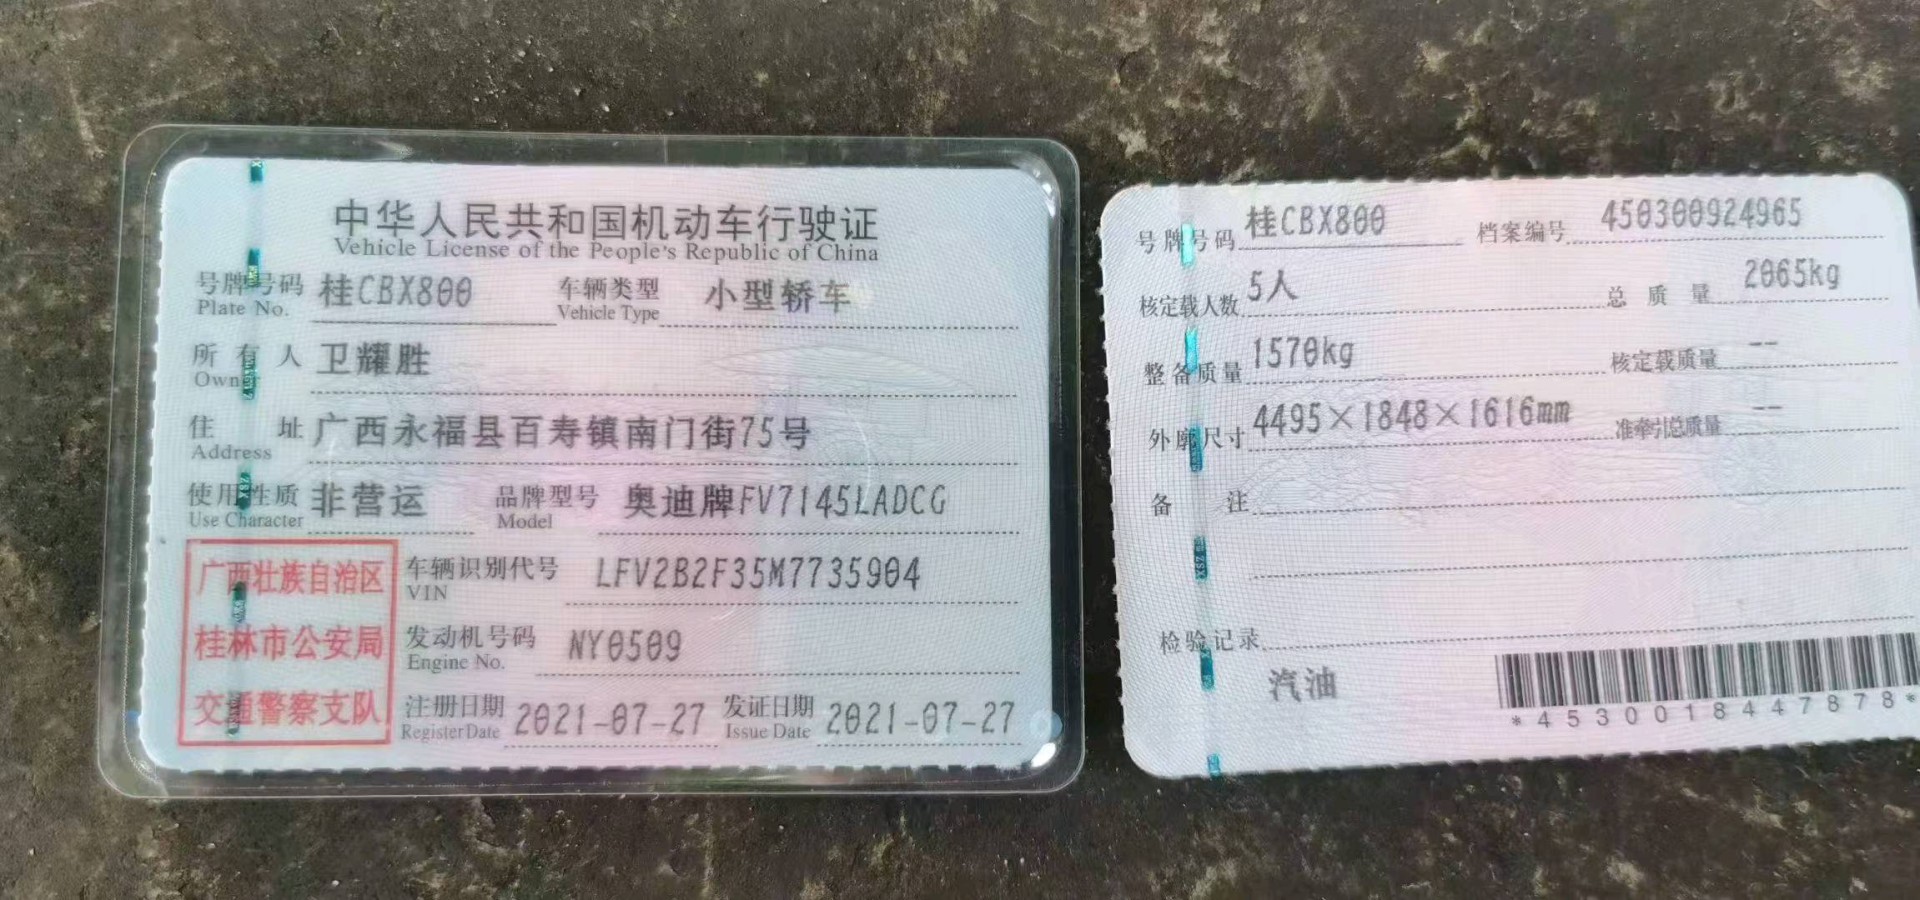 中华人民共和国机动车行驶证
Vehicle License of the People's Republic of China
号牌号码 桂CBX800 车辆类型 小型轿车
Plate No. Vehicle Type
所有人 卫耀胜
Owner
住址 广西永福县百寿镇南门街75号
Address
使用性质 非营运 品牌型号 奥迪牌FV7145LADCG
Use Character Model
广西壮族自治区
桂林市公安局
交通警察支队
车辆识别代号 LFV2B2F35M7735904
VIN
发动机号码 NY0509
Engine No.
注册日期 2021-07-27 发证日期 2021-07-27
Register Date Issue Date
号牌号码 桂CBX800 档案编号 450300924965
核定载人数 5人 总质量 2065kg
整备质量 1570kg 核定载质量 --
外廓尺寸 4495×1848×1616mm 准牵引总质量 --
备注
检验记录
汽油
*4530018447878*